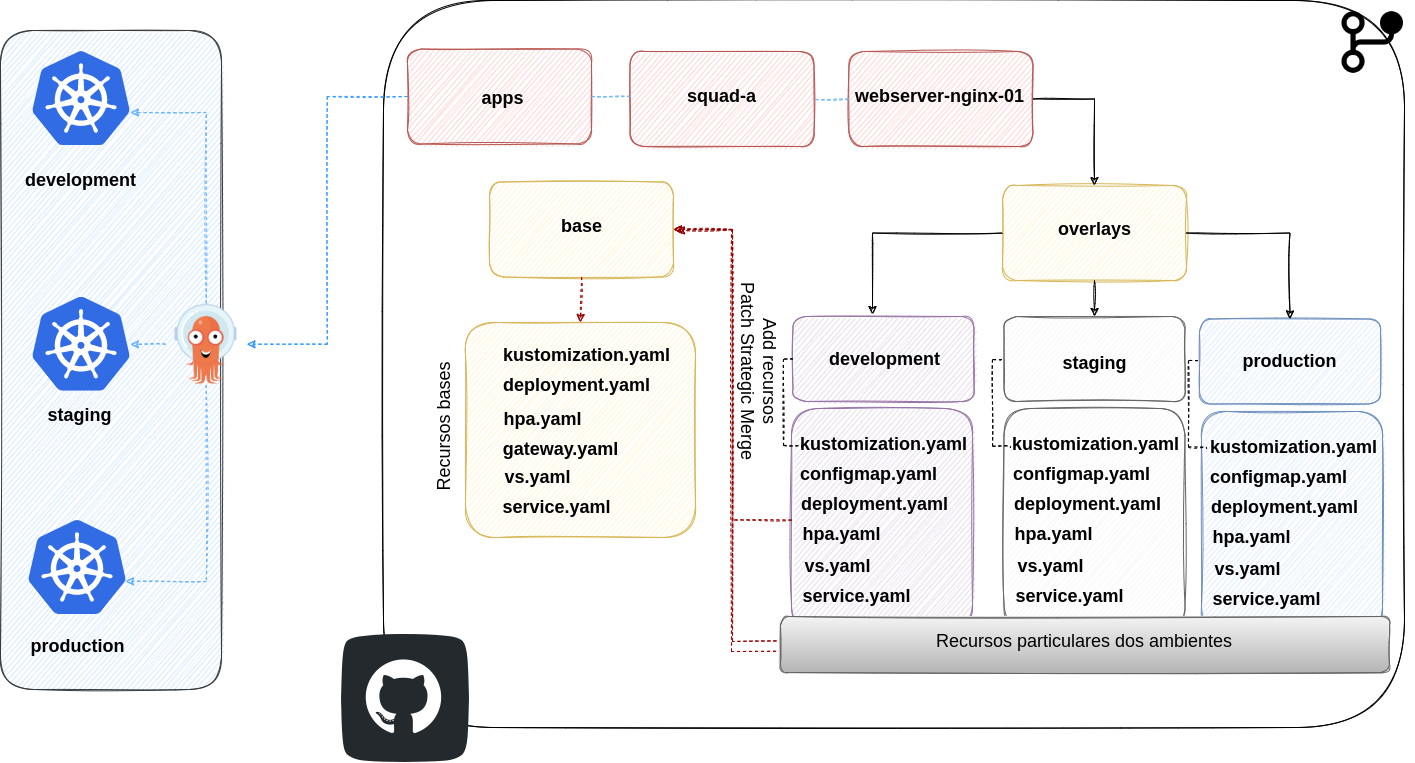 development
staging
production
apps
squad-a
webserver-nginx-01
base
overlays
Recursos bases
kustomization.yaml
deployment.yaml
hpa.yaml
gateway.yaml
vs.yaml
service.yaml
Add recursos
Patch Strategic Merge
development
kustomization.yaml
configmap.yaml
deployment.yaml
hpa.yaml
vs.yaml
service.yaml
staging
kustomization.yaml
configmap.yaml
deployment.yaml
hpa.yaml
vs.yaml
service.yaml
production
kustomization.yaml
configmap.yaml
deployment.yaml
hpa.yaml
vs.yaml
service.yaml
Recursos particulares dos ambientes